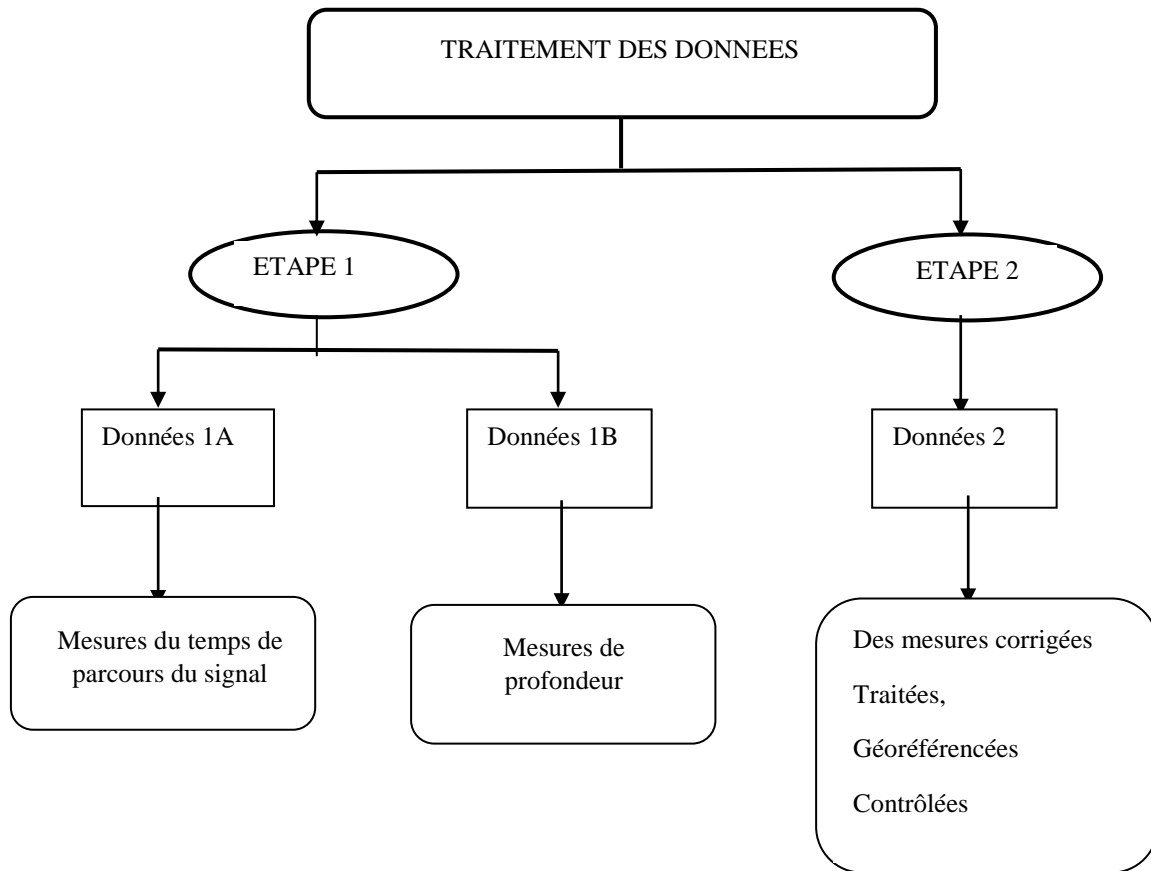 TRAITEMENT DES DONNEES
ETAPE 1
ETAPE 2
Données 1A
Données 1B
Données 2
Mesures du temps de
parcours du signal
Mesures de
profondeur
Des mesures corrigées
Traitées,
Géoréférencées
Contrôlées